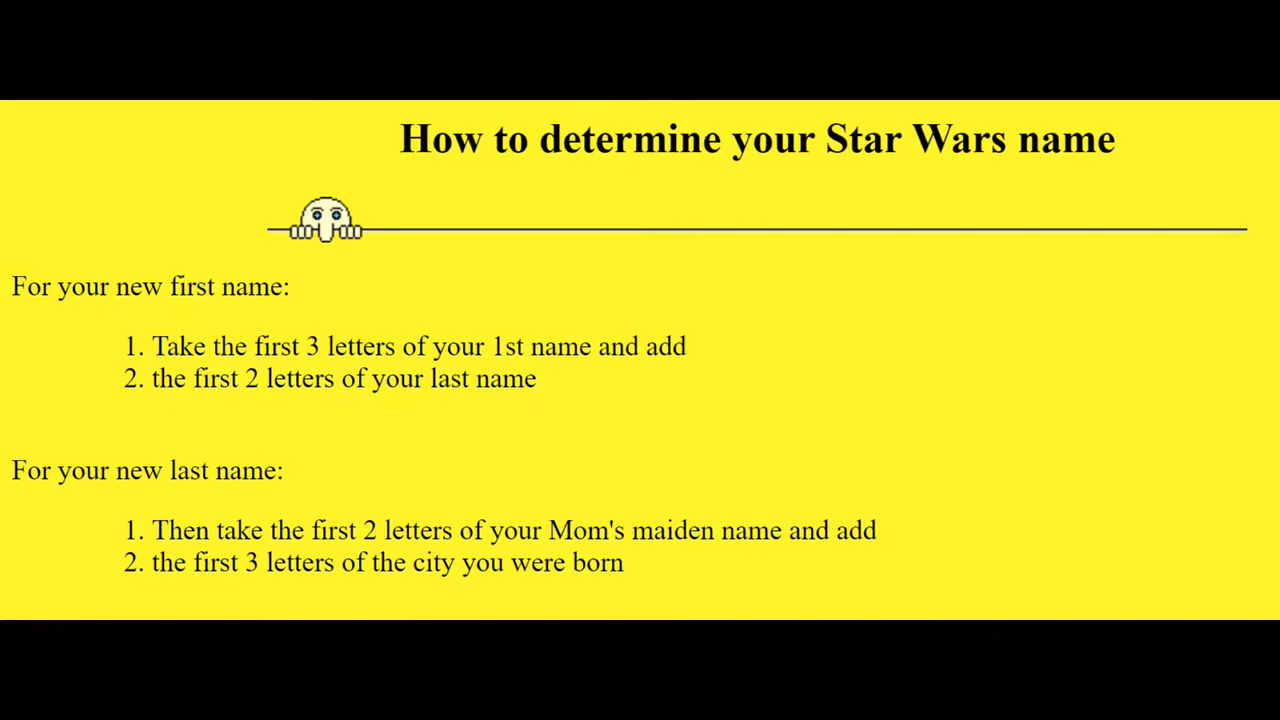 How to determine your Star Wars name
For your new first name:
1. Take the first 3 letters of your 1st name and add
2. the first 2 letters of your last name
For your new last name:
1. Then take the first 2 letters of your Mom's maiden name and add
2. the first 3 letters of the city you were born